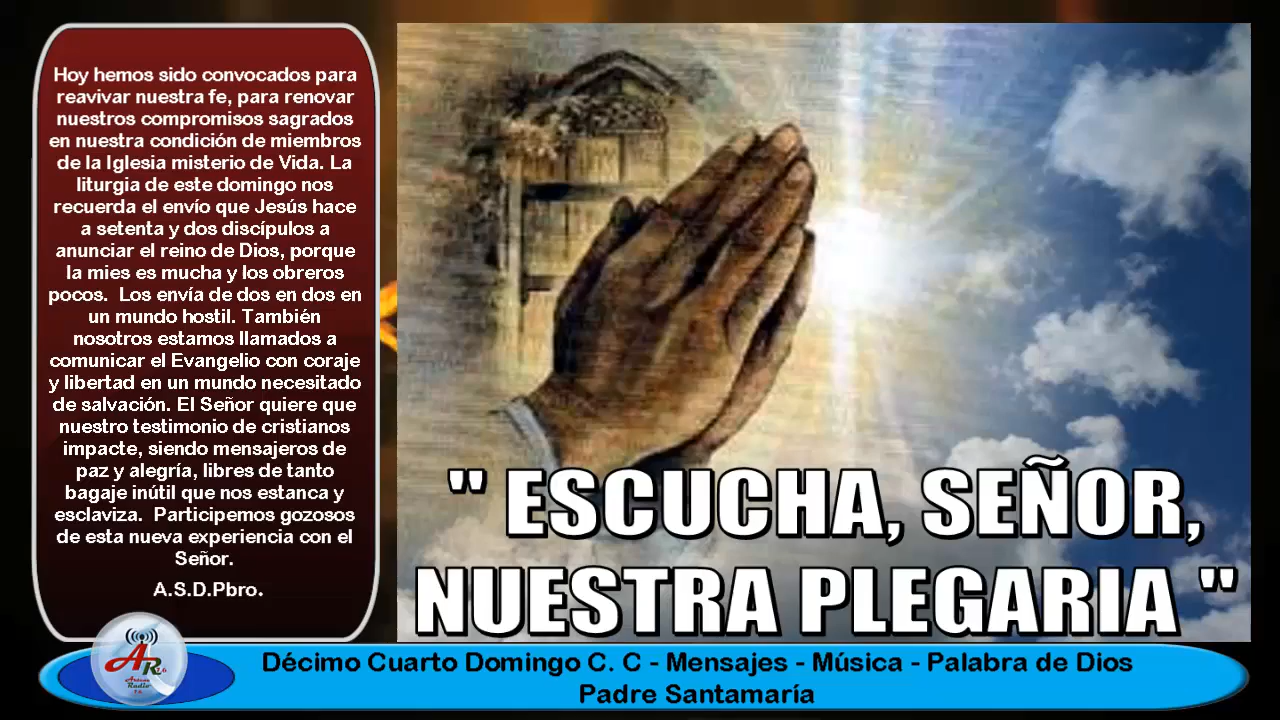 Hoy hemos sido convocados para
reavivar nuestra fe, para renovar
nuestros compromisos sagrados
en nuestra condición de miembros
de la Iglesia misterio de Vida. La
liturgia de este domingo nos
recuerda el envío que Jesús hace
a setenta y dos discípulos a
anunciar el reino de Dios, porque
la mies es mucha y los obreros
pocos.  Los envía de dos en dos en
un mundo hostil. También
nosotros estamos llamados a
comunicar el Evangelio con coraje
y libertad en un mundo necesitado
de salvación. El Señor quiere que
nuestro testimonio de cristianos
impacte, siendo mensajeros de
paz y alegría, libres de tanto
bagaje inútil que nos estanca y
esclaviza.  Participemos gozosos
de esta nueva experiencia con el
Señor.
A.S.D.Pbro.
" ESCUCHA, SEÑOR,
NUESTRA PLEGARIA "
AR
Radio
Décimo Cuarto Domingo C. C - Mensajes - Música - Palabra de Dios
Padre Santamaría